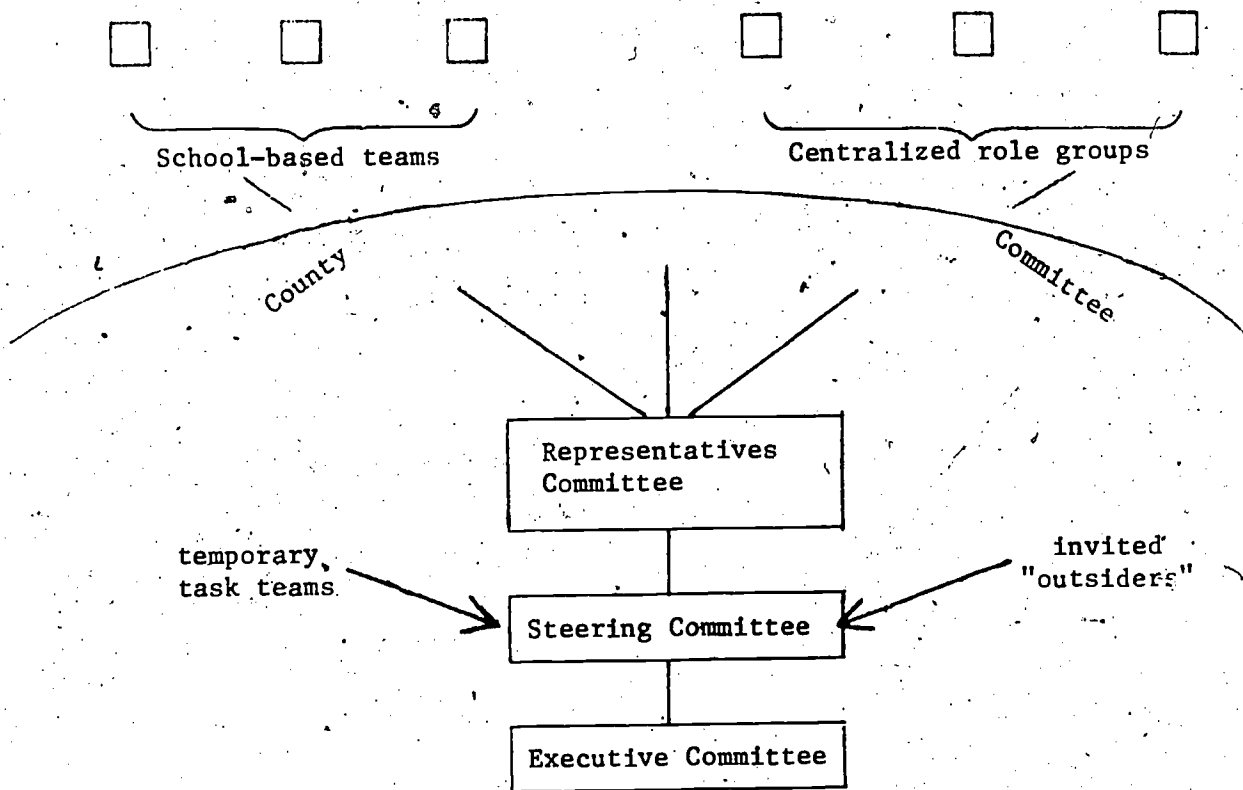 School-based teams
Centralized role groups
County
Committee
Representatives
Committee
temporary
task teams
invited
"outsiders"
Steering Committee
Executive Committee